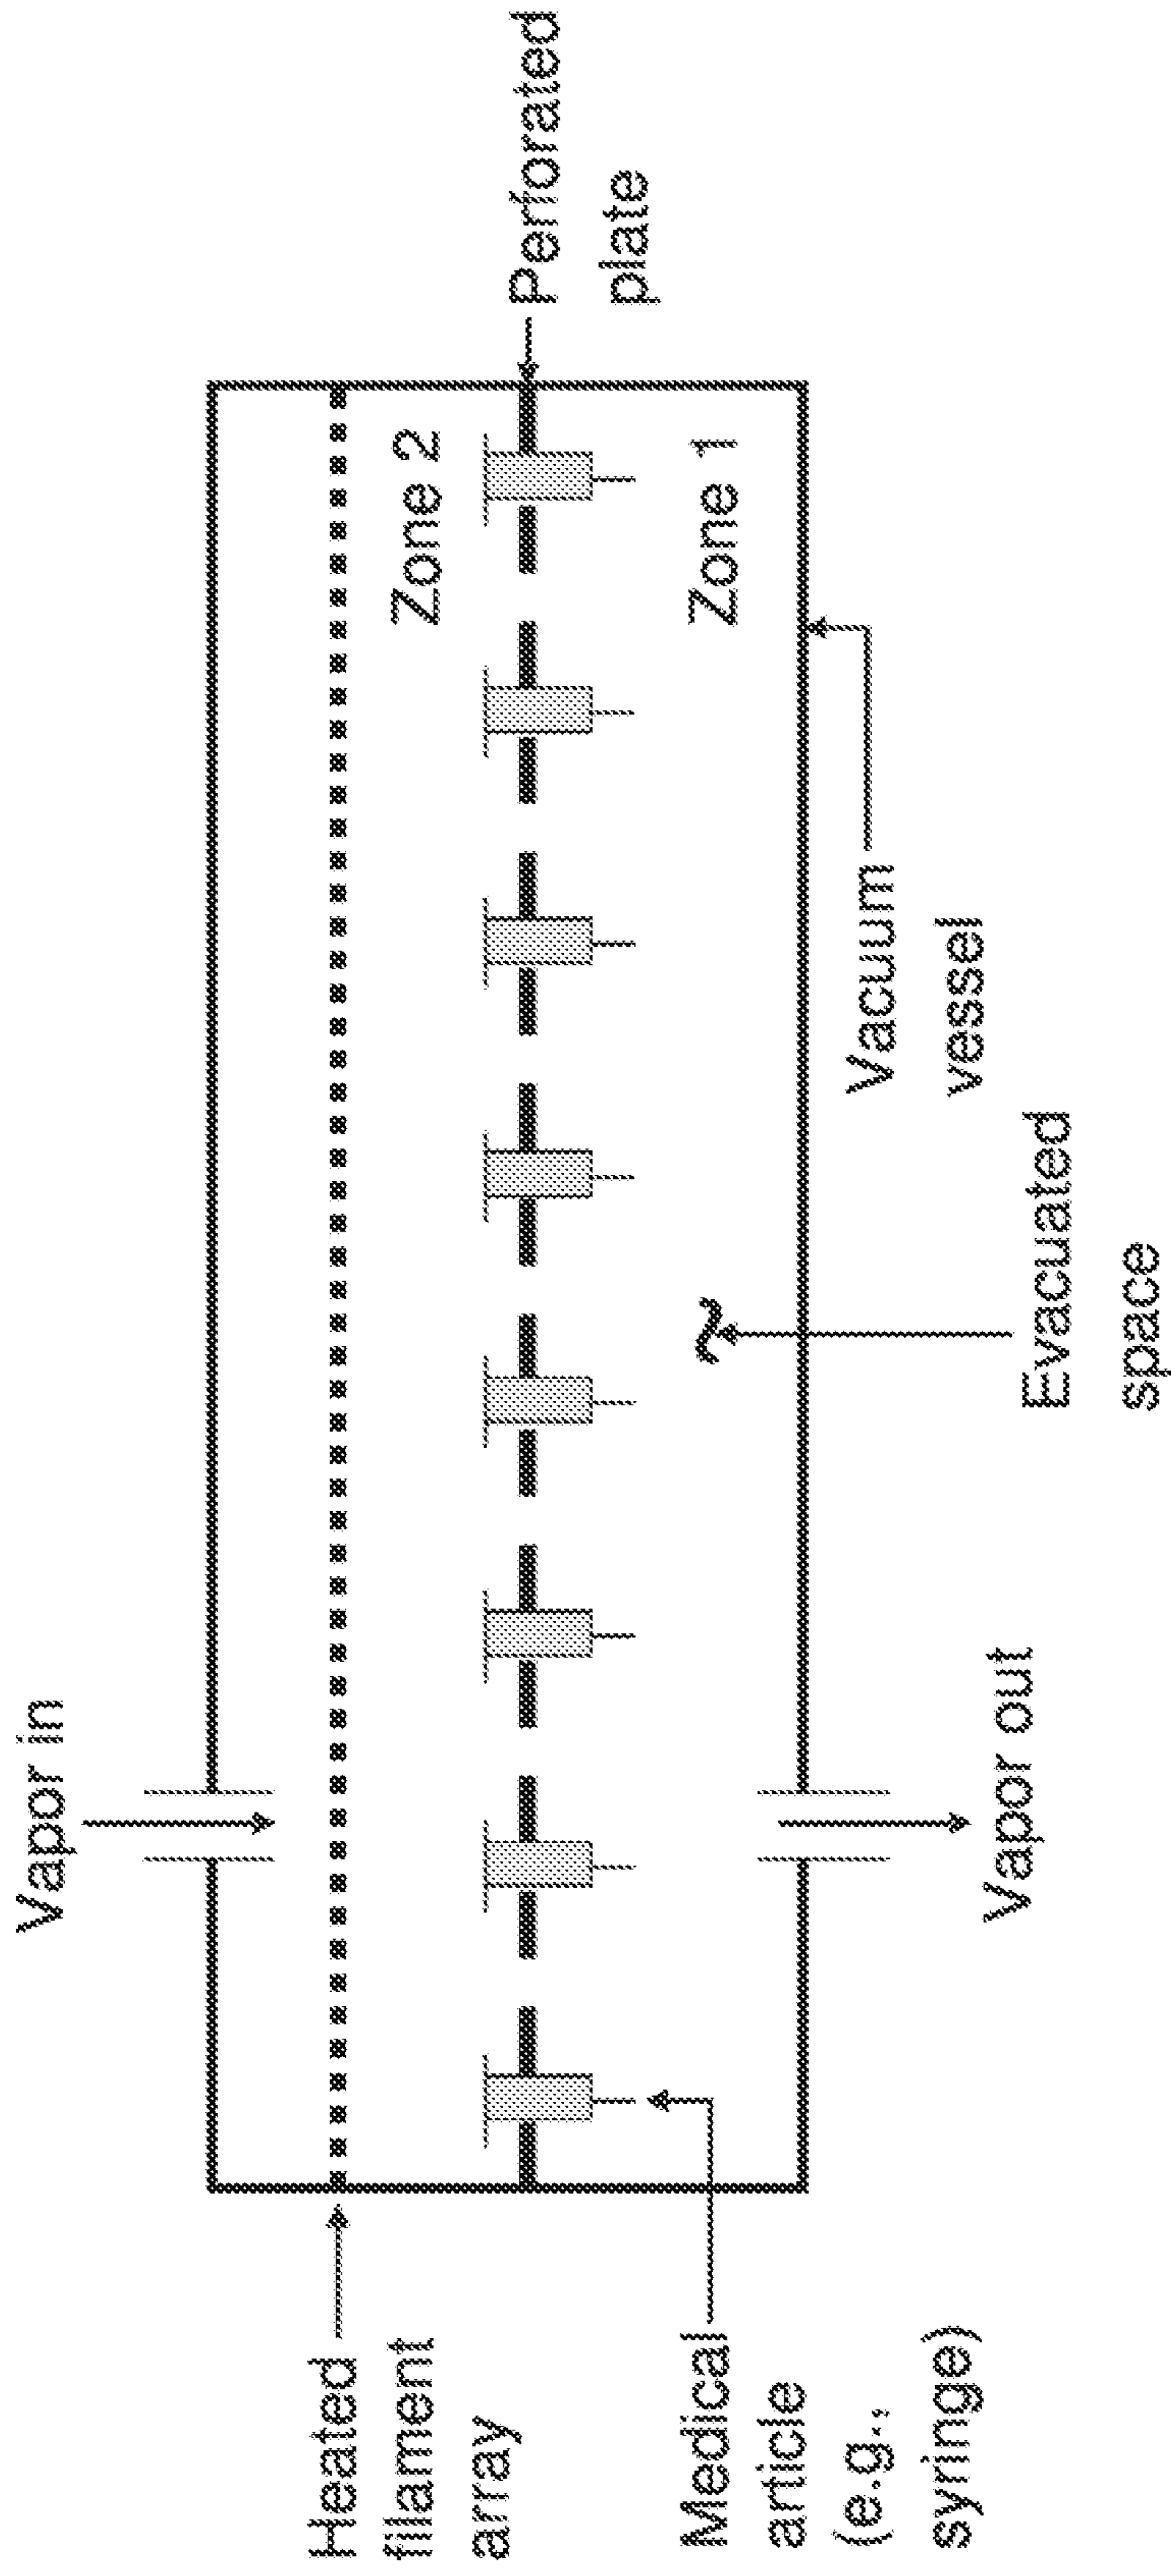 Vapor in
Heated
filament
array
Zone 2
Perforated
plate
Medical
article
(e.g.,
syringe)
Zone 1
Vapor out
Vacuum
vessel
Evacuated
space